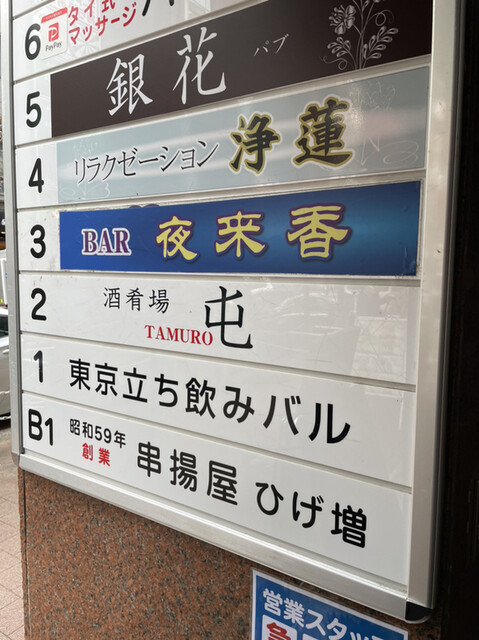 6 PayPay タイ式
マッサージ
5 銀花 パブ
4 リラクゼーション 浄蓮
3 BAR 夜来香
2 酒肴場 屯
TAMURO
1 東京立ち飲みバル
B1 昭和59年
創業 串揚屋 ひげ増
営業スタッ
急